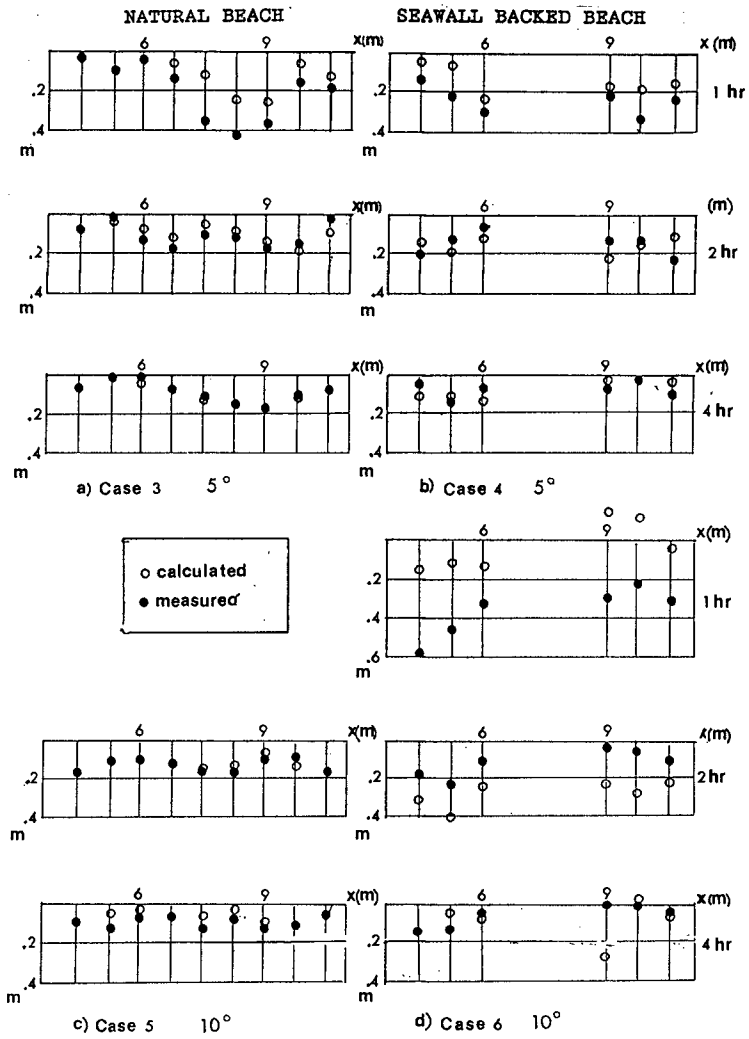 NATURAL BEACH
SEAWALL BACKED BEACH
6 9 x(m)
.2
.4
m
6 9 x (m)
.2
.4
m
1 hr
6 9 x(m)
.2
.4
m
6 9 (m)
.2
.4
m
2 hr
6 9 x(m)
.2
.4
m
6 9 x(m)
.2
.4
m
4 hr
a) Case 3 5°
b) Case 4 5°
○ calculated
● measured
6 9 x(m)
.2
.4
.6
m
1 hr
6 9 x(m)
.2
.4
m
6 9 (m)
.2
.4
m
2 hr
6 9 x(m)
.2
.4
m
6 9 x(m)
.2
.4
m
4 hr
c) Case 5 10°
d) Case 6 10°